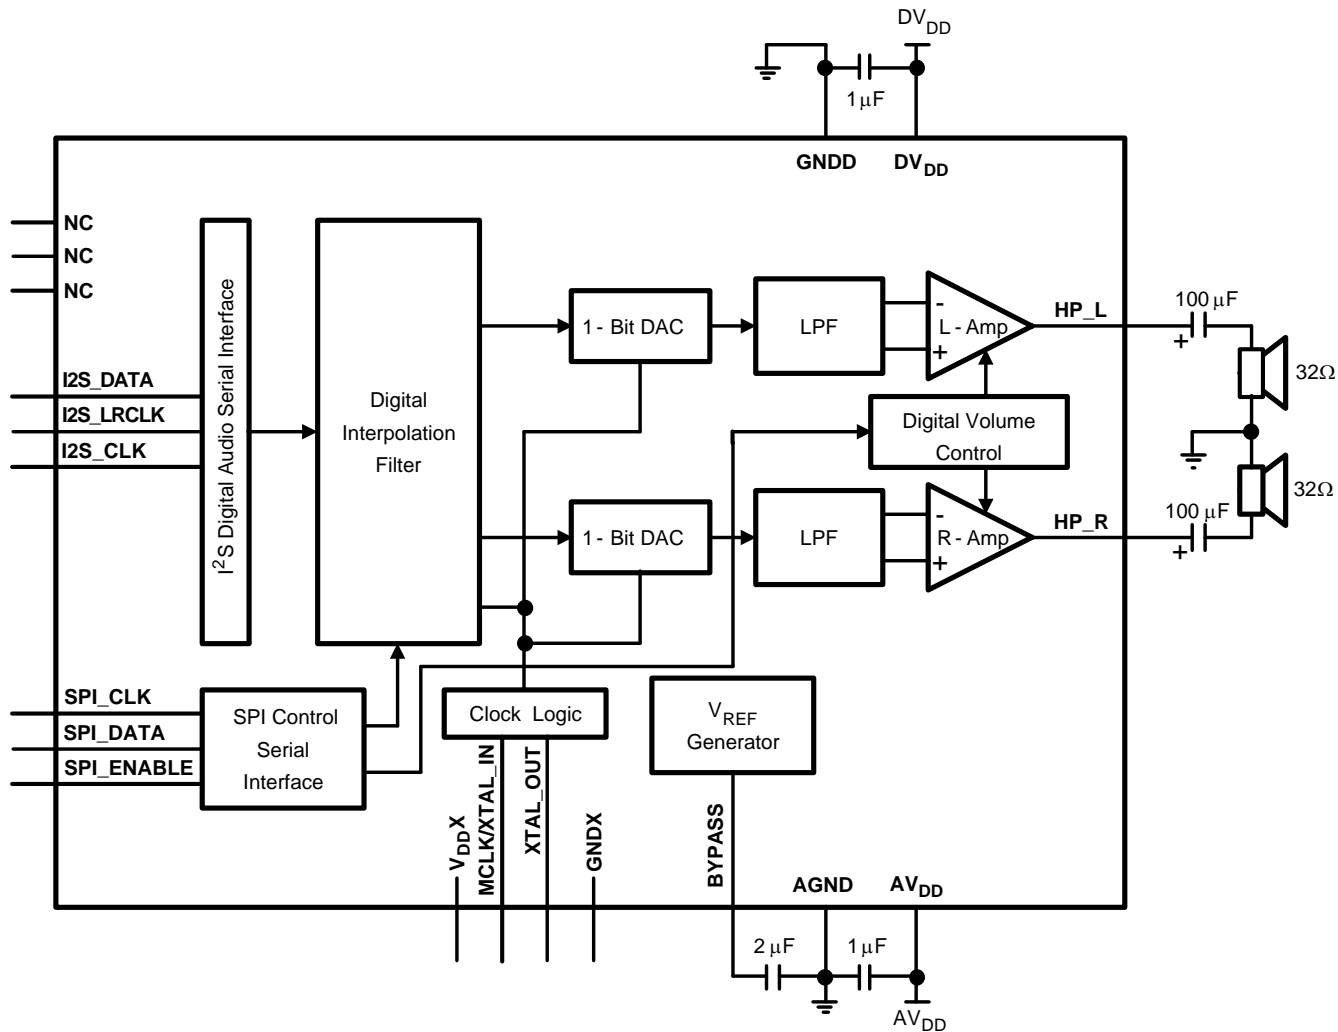 DV_DD
1 µF
GNDD
DV_DD
NC
NC
NC
I2S_DATA
I2S_LRCLK
I2S_CLK
I²S Digital Audio Serial Interface
Digital
Interpolation
Filter
1 - Bit DAC
LPF
-
L - Amp
+
HP_L
100 µF
+
32Ω
Digital Volume
Control
1 - Bit DAC
LPF
-
R - Amp
+
HP_R
100 µF
+
32Ω
SPI_CLK
SPI_DATA
SPI_ENABLE
SPI Control
Serial
Interface
Clock Logic
V_REF
Generator
V_DDX
MCLK/XTAL_IN
XTAL_OUT
GNDX
BYPASS
AGND
AV_DD
2 µF
1 µF
AV_DD